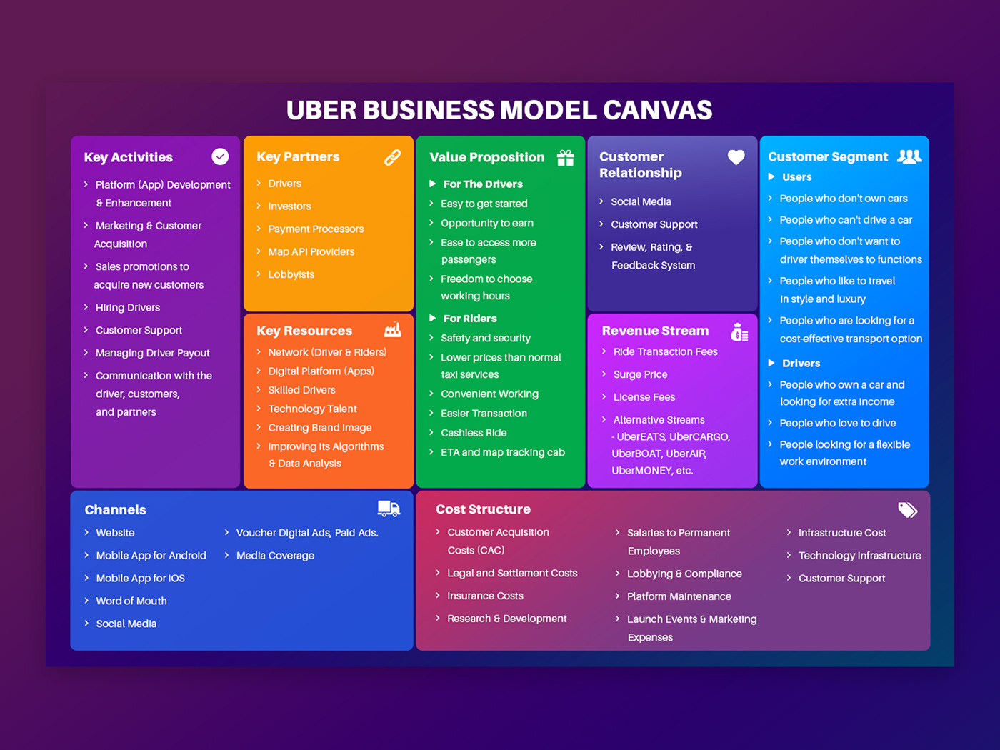 UBER BUSINESS MODEL CANVAS
Key Activities
Platform (App) Development
& Enhancement
Marketing & Customer
Acquisition
Sales promotions to
acquire new customers
Hiring Drivers
Customer Support
Managing Driver Payout
Communication with the
driver, customers,
and partners
Key Partners
Drivers
Investors
Payment Processors
Map API Providers
Lobbyists
Key Resources
Network (Driver & Riders)
Digital Platform (Apps)
Skilled Drivers
Technology Talent
Creating Brand Image
Improving Its Algorithms
& Data Analysis
Value Proposition
For The Drivers
Easy to get started
Opportunity to earn
Ease to access more
passengers
Freedom to choose
working hours
For Riders
Safety and security
Lower prices than normal
taxi services
Convenient Working
Easier Transaction
Cashless Ride
ETA and map tracking cab
Customer
Relationship
Social Media
Customer Support
Review, Rating, &
Feedback System
Revenue Stream
Ride Transaction Fees
Surge Price
License Fees
Alternative Streams
- UberEATS, UberCARGO,
UberBOAT, UberAIR,
UberMONEY, etc.
Customer Segment
Users
People who don't own cars
People who can't drive a car
People who don't want to
driver themselves to functions
People who like to travel
in style and luxury
People who are looking for a
cost-effective transport option
Drivers
People who own a car and
looking for extra income
People who love to drive
People looking for a flexible
work environment
Channels
Website
Mobile App for Android
Mobile App for IOS
Word of Mouth
Social Media
Voucher Digital Ads, Paid Ads.
Media Coverage
Cost Structure
Customer Acquisition
Costs (CAC)
Legal and Settlement Costs
Insurance Costs
Research & Development
Salaries to Permanent
Employees
Lobbying & Compliance
Platform Maintenance
Launch Events & Marketing
Expenses
Infrastructure Cost
Technology Infrastructure
Customer Support